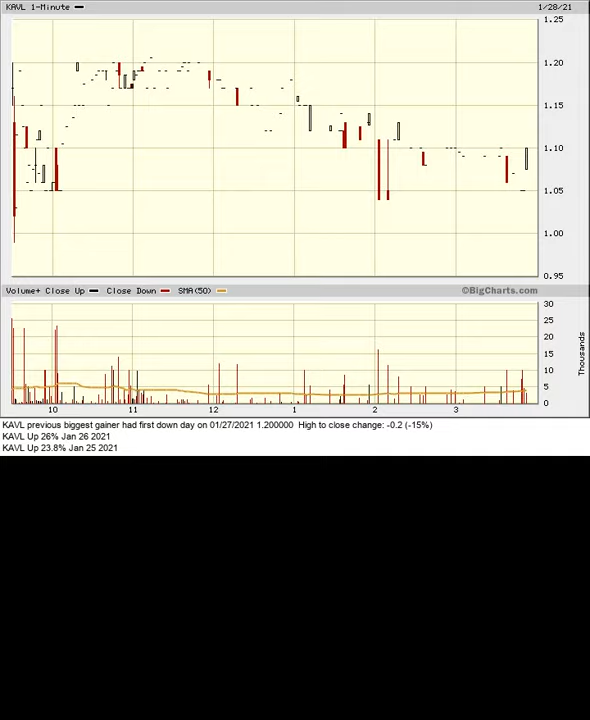 KAVL 1-Minute 1/28/21
1.25
1.20
1.15
1.10
1.05
1.00
0.95
Volume+ Close Up Close Down SMA(50) ©BigCharts.com
30
25
20
15
10
5
0
Thousands
10 11 12 1 2 3
KAVL previous biggest gainer had first down day on 01/27/2021 1.200000 High to close change: -0.2 (-15%)
KAVL Up 26% Jan 26 2021
KAVL Up 23.8% Jan 25 2021